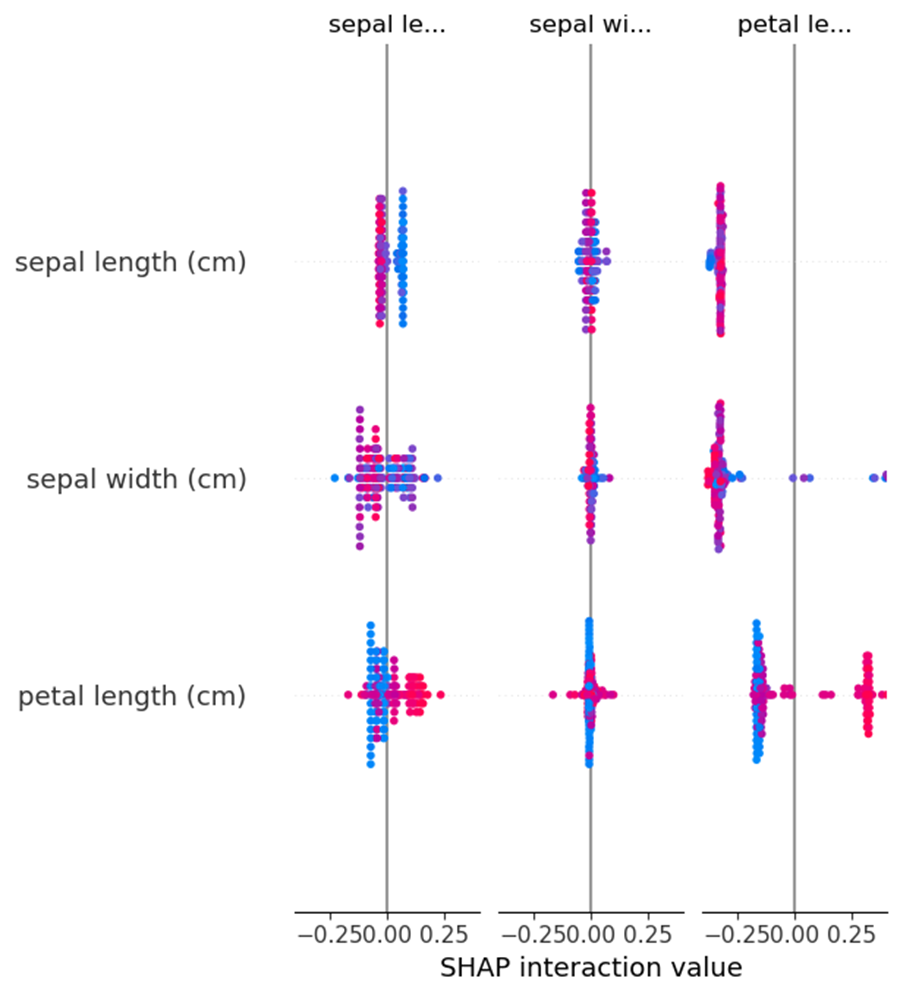 sepal le... sepal wi... petal le...
sepal length (cm)
sepal width (cm)
petal length (cm)
−0.250.00 0.25 −0.250.00 0.25 −0.250.00 0.25
SHAP interaction value